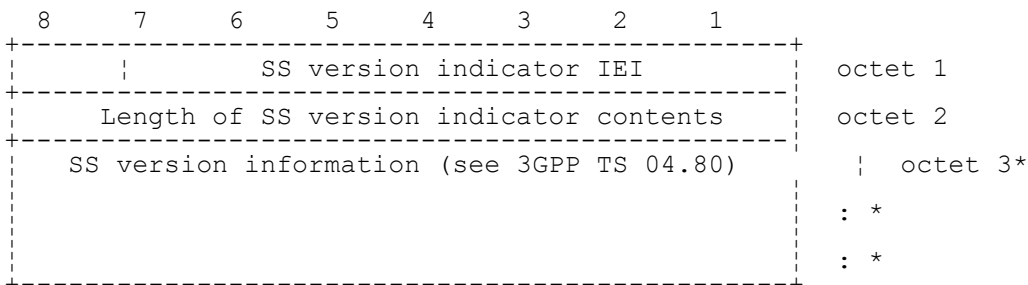 8 7 6 5 4 3 2 1
SS version indicator IEI octet 1
Length of SS version indicator contents octet 2
SS version information (see 3GPP TS 04.80) octet 3*
: *
: *